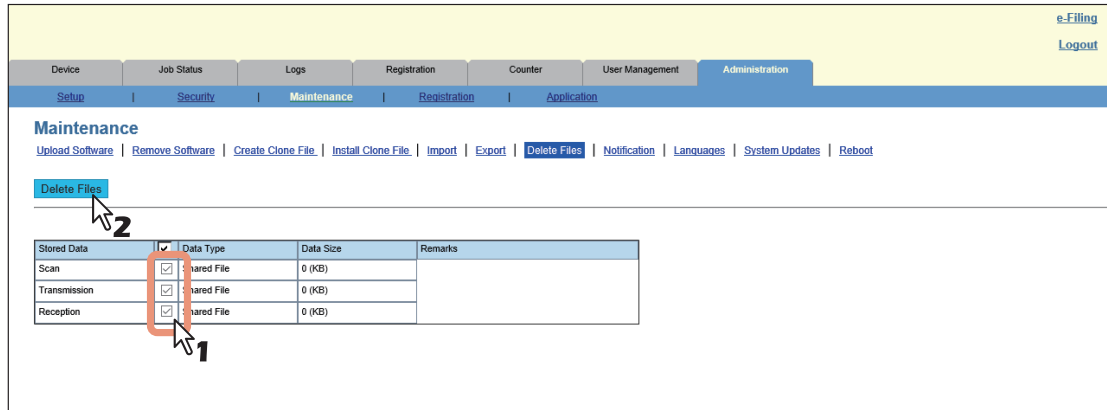 e-Filing
Logout
Device Job Status Logs Registration Counter User Management Administration
Setup | Security | Maintenance | Registration | Application
Maintenance
Upload Software | Remove Software | Create Clone File | Install Clone File | Import | Export | Delete Files | Notification | Languages | System Updates | Reboot
Delete Files
2
Stored Data Data Type Data Size Remarks
Scan Shared File 0 (KB)
Transmission Shared File 0 (KB)
Reception Shared File 0 (KB)
1